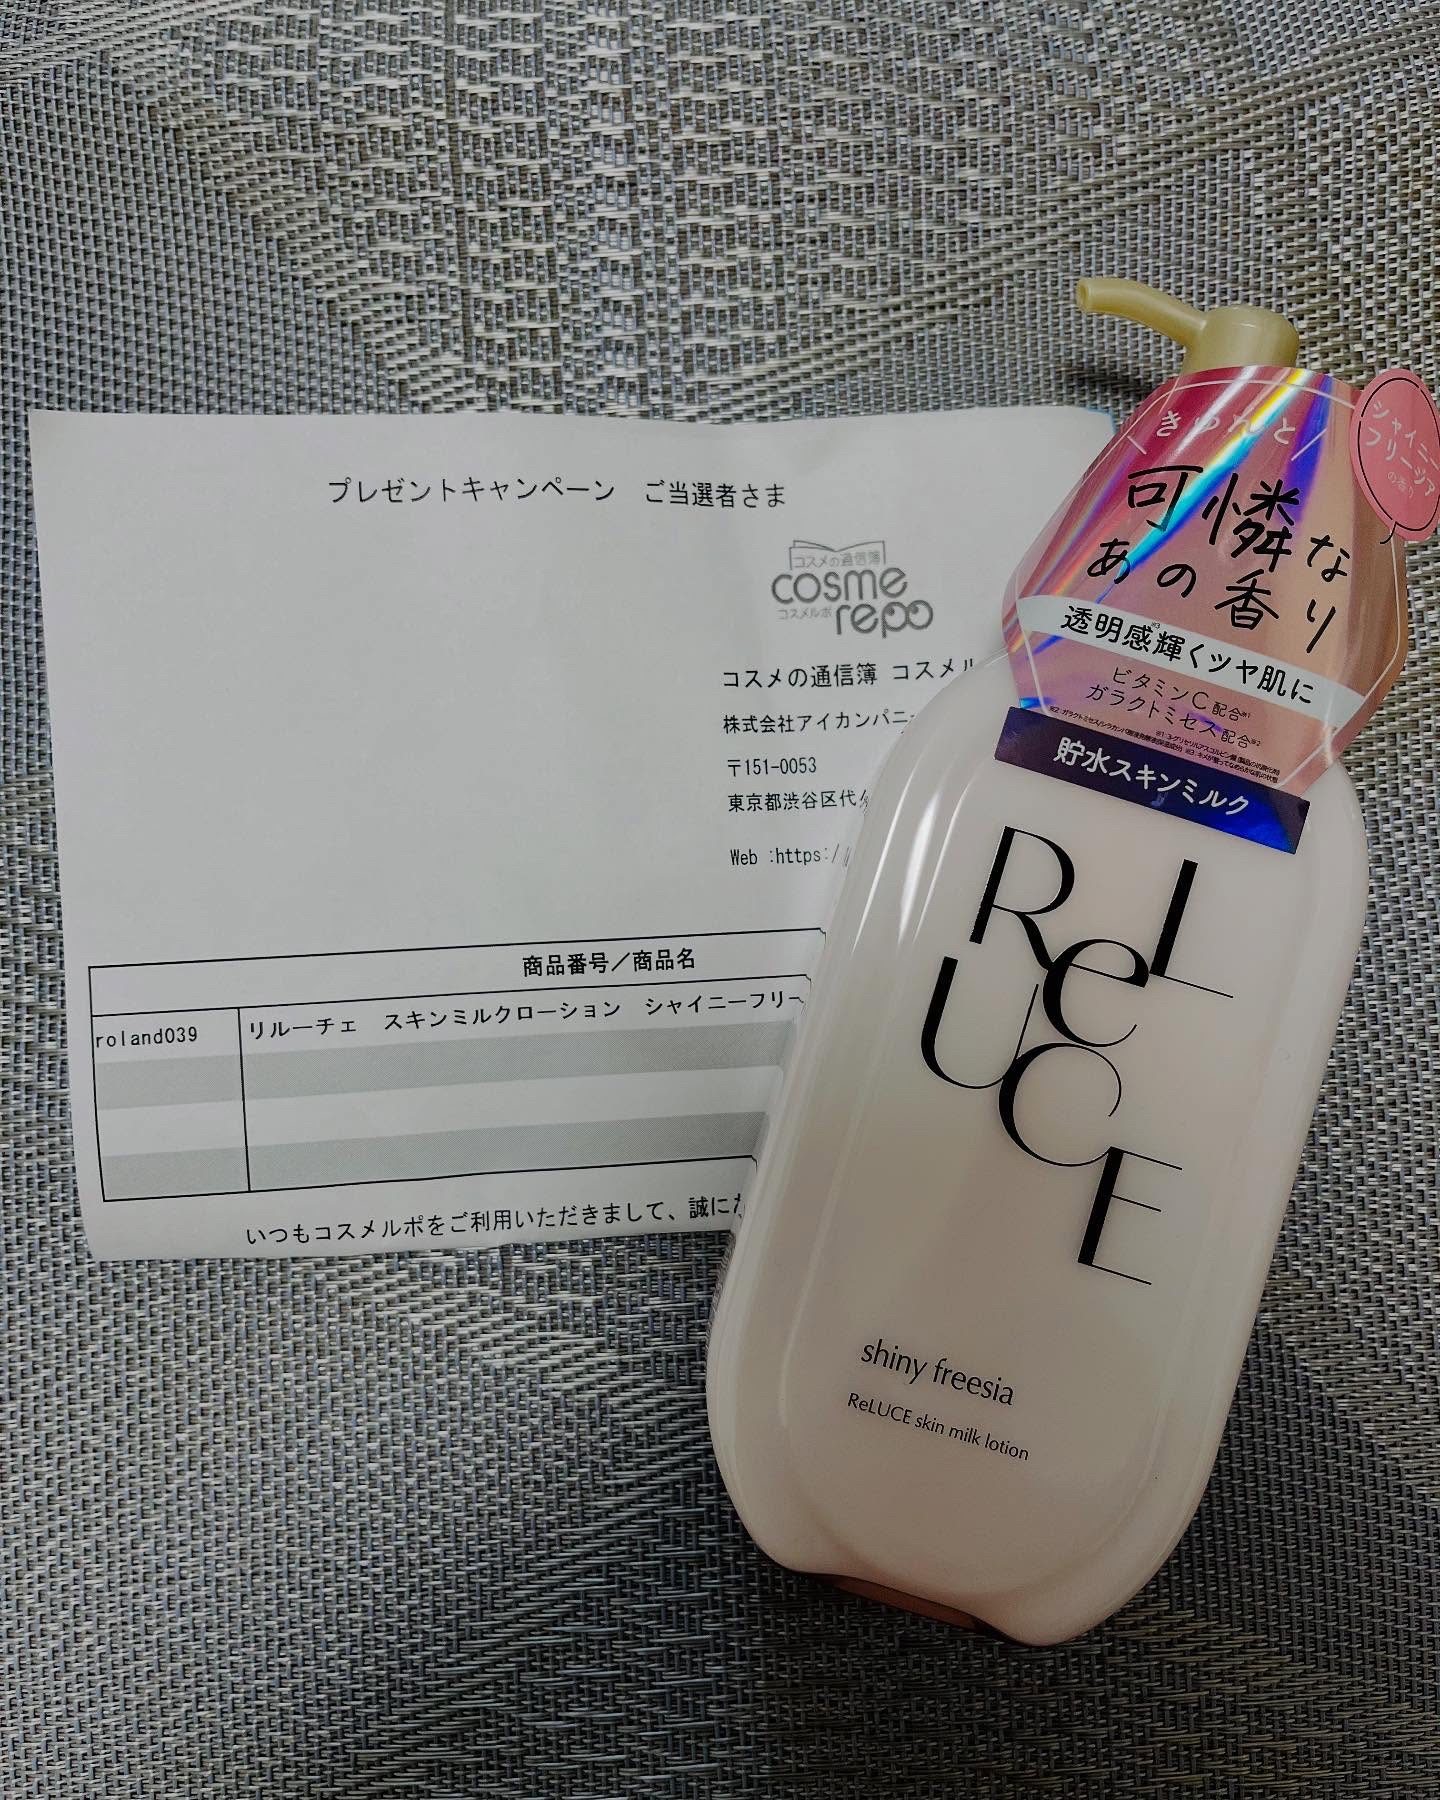 プレゼントキャンペーン　ご当選者さま
コスメの通信簿
cosme
コスメルポ
repo
コスメの通信簿 コスメル
株式会社アイカンパニー
〒151-0053
東京都渋谷区代
Web :https:/
商品番号／商品名
roland039 リルーチェ　スキンミルクローション　シャイニーフリー
いつもコスメルポをご利用いただきまして、誠に
きゅんと
シャイニー
フリージア
の香り
可憐な
あの香り
透明感※3輝くツヤ肌に
ビタミンC配合※1
ガラクトミセス配合※2
貯水スキンミルク
ReLUCE
shiny freesia
ReLUCE skin milk lotion